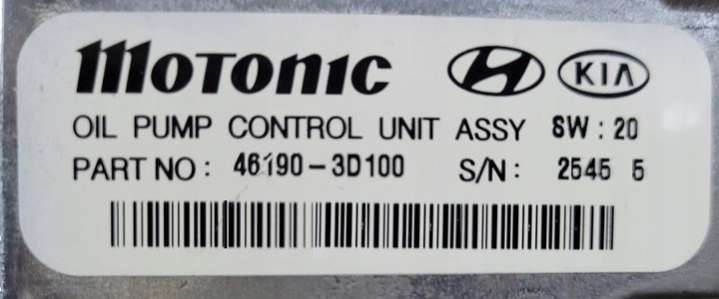 MOTONIC KIA
OIL PUMP CONTROL UNIT ASSY SW : 20
PART NO : 46190-3D100 S/N : 2545 5